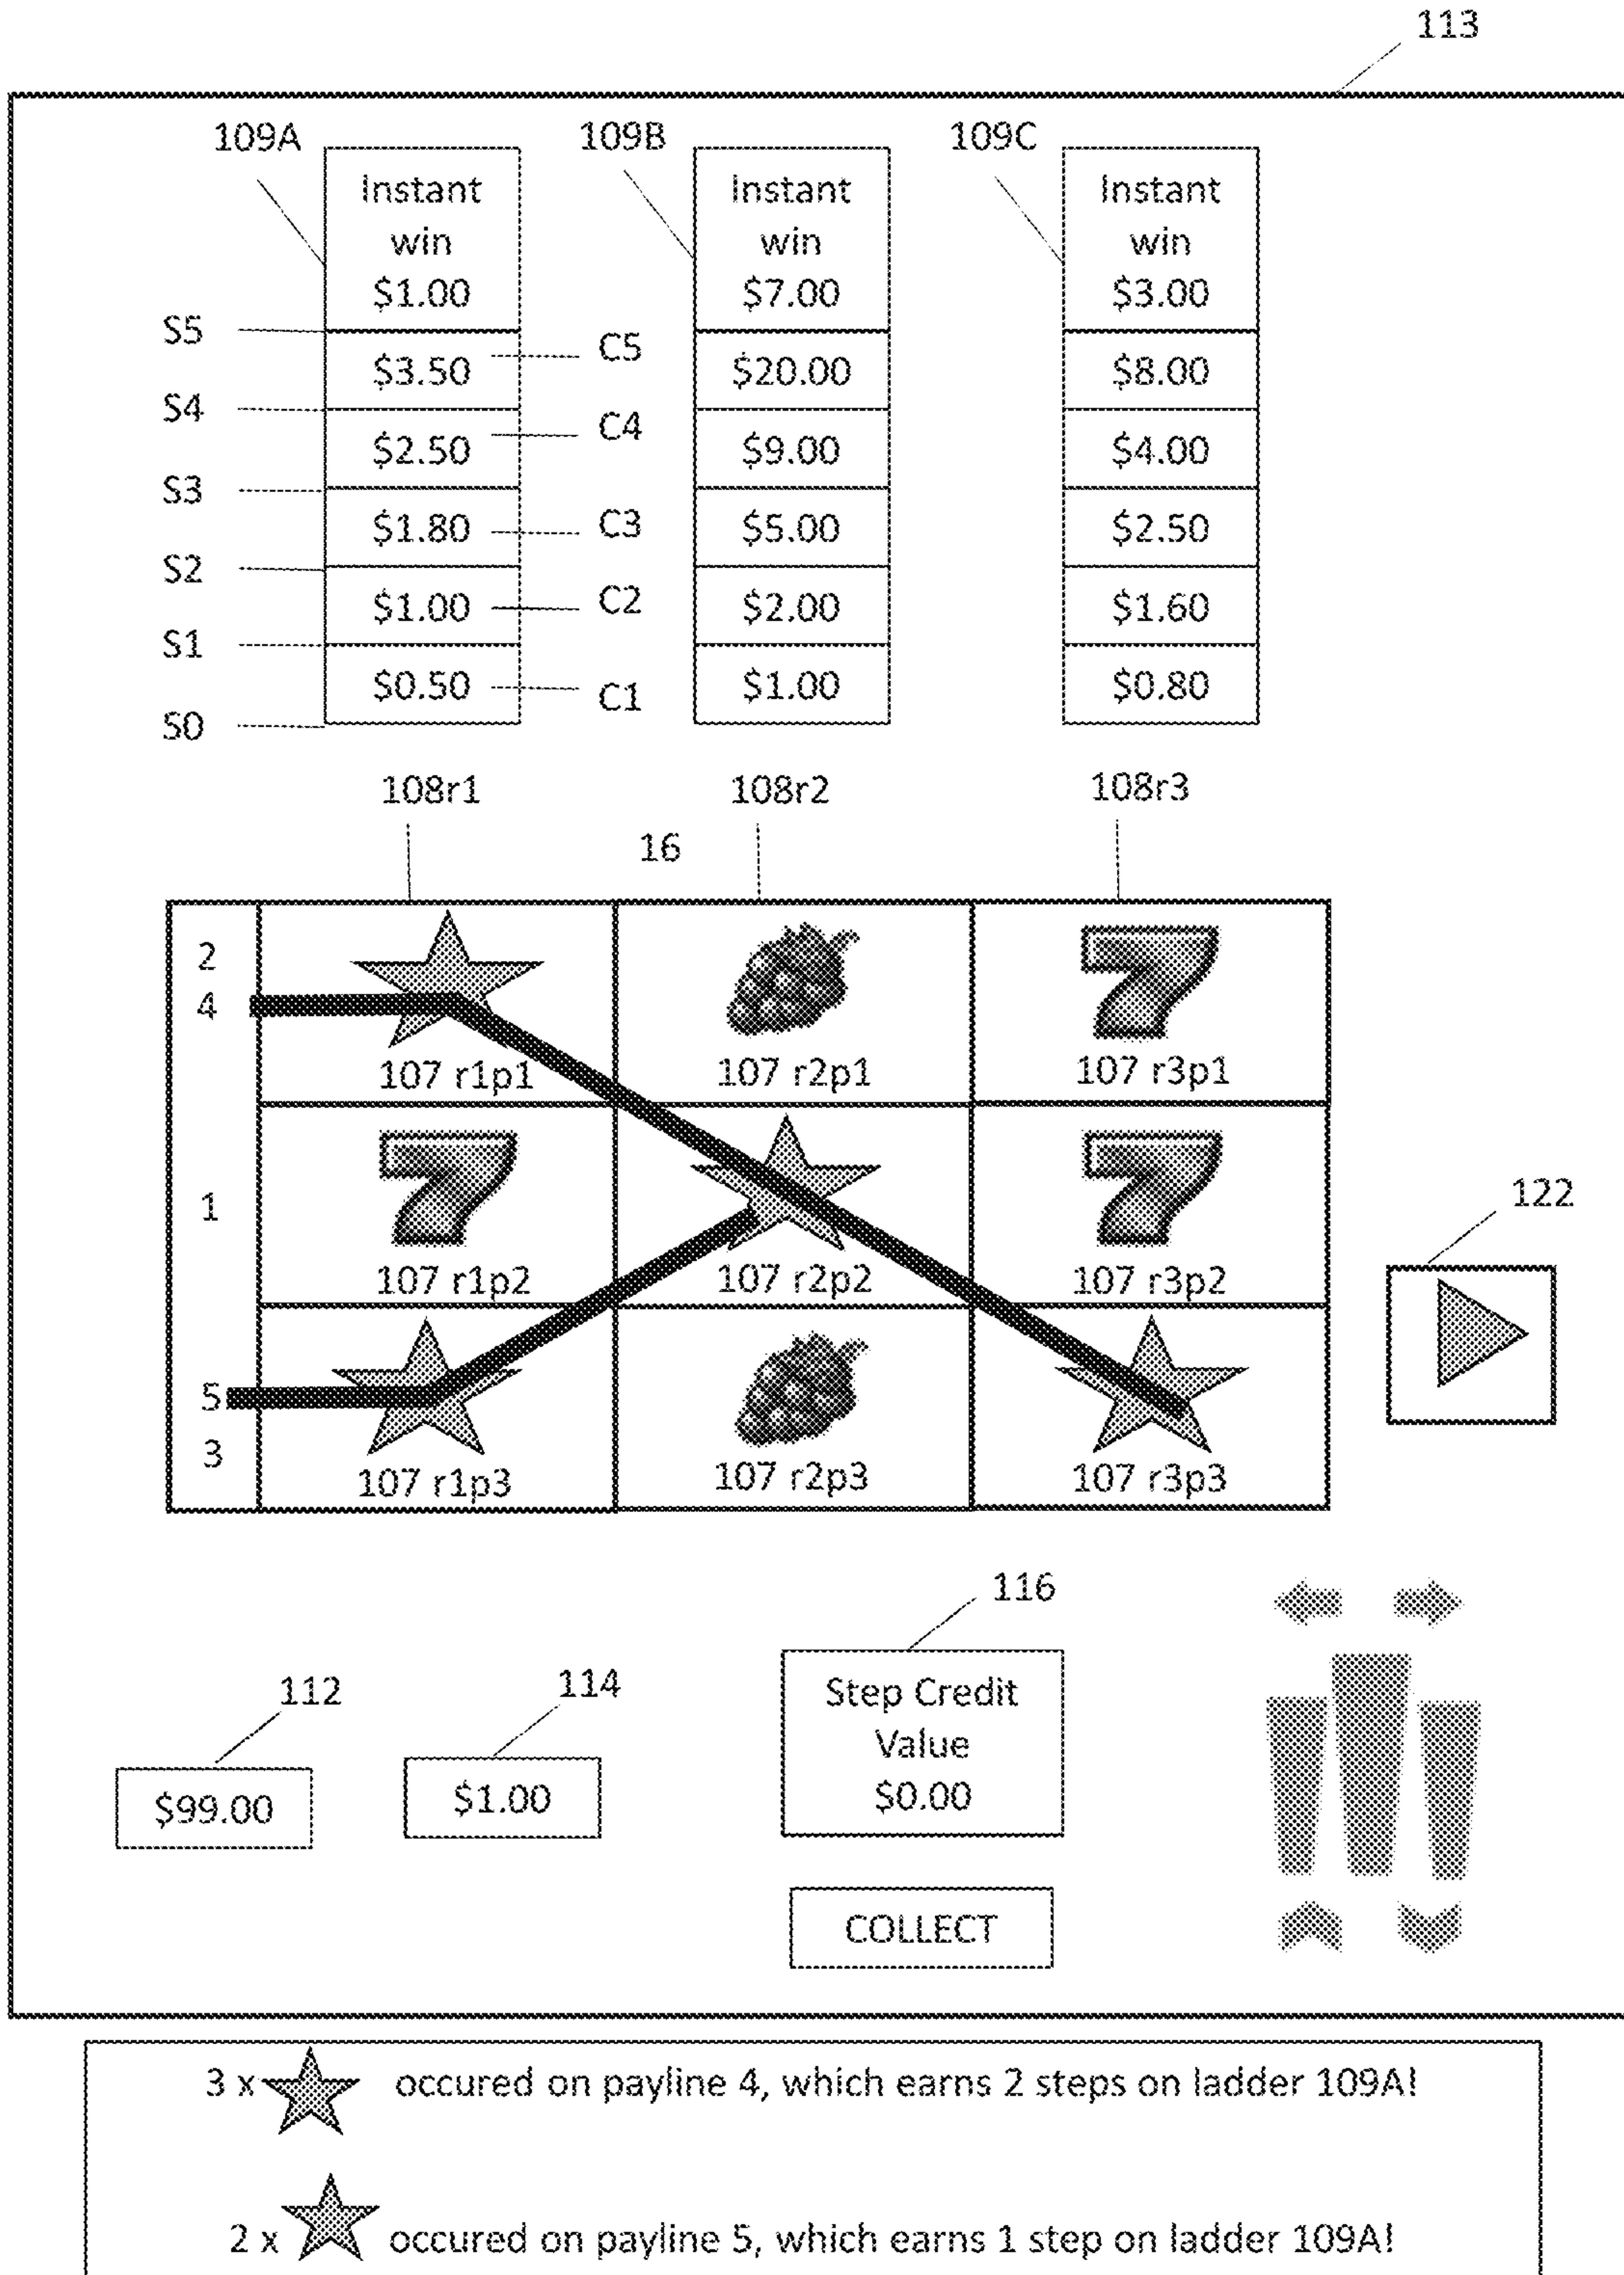 113
109A
109B
109C
Instant
win
$1.00
Instant
win
$7.00
Instant
win
$3.00
S5
C5
$3.50
$20.00
$8.00
S4
C4
$2.50
$9.00
$4.00
S3
C3
$1.80
$5.00
$2.50
S2
C2
$1.00
$2.00
$1.60
S1
C1
$0.50
$1.00
$0.80
S0
108r1
108r2
108r3
16
2
4
7
107 r1p1
107 r2p1
107 r3p1
1
7
7
107 r1p2
107 r2p2
107 r3p2
122
5
3
107 r1p3
107 r2p3
107 r3p3
116
112
114
Step Credit
Value
$0.00
$99.00
$1.00
COLLECT
3 x occured on payline 4, which earns 2 steps on ladder 109A!
2 x occured on payline 5, which earns 1 step on ladder 109A!